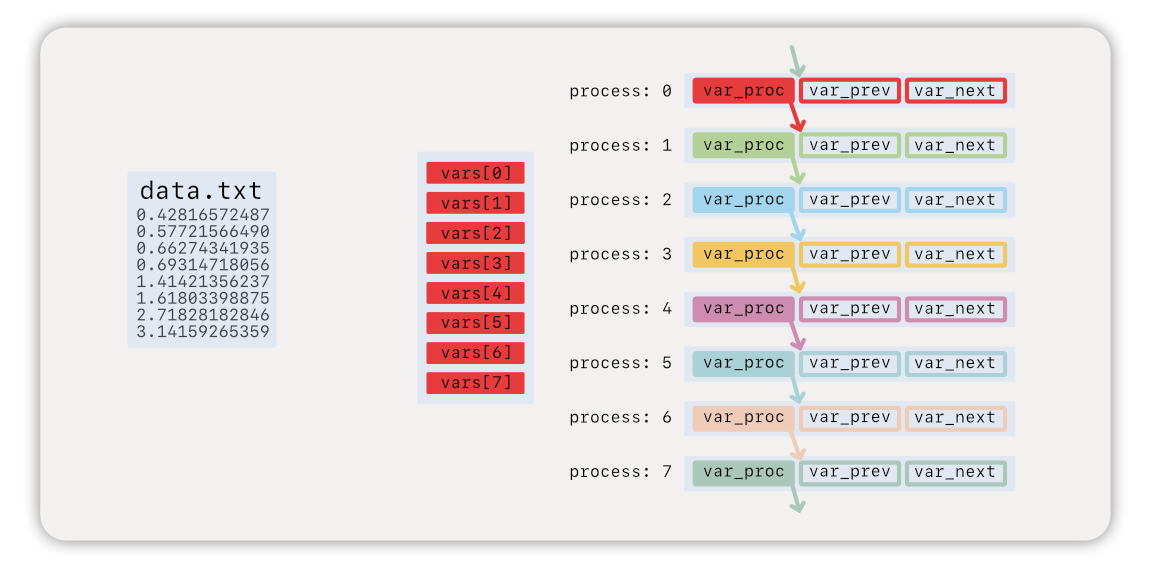 data.txt
0.42816572487
0.57721566490
0.66274341935
0.69314718056
1.41421356237
1.61803398875
2.71828182846
3.14159265359
vars[0]
vars[1]
vars[2]
vars[3]
vars[4]
vars[5]
vars[6]
vars[7]
process: 0 var_proc var_prev var_next
process: 1 var_proc var_prev var_next
process: 2 var_proc var_prev var_next
process: 3 var_proc var_prev var_next
process: 4 var_proc var_prev var_next
process: 5 var_proc var_prev var_next
process: 6 var_proc var_prev var_next
process: 7 var_proc var_prev var_next